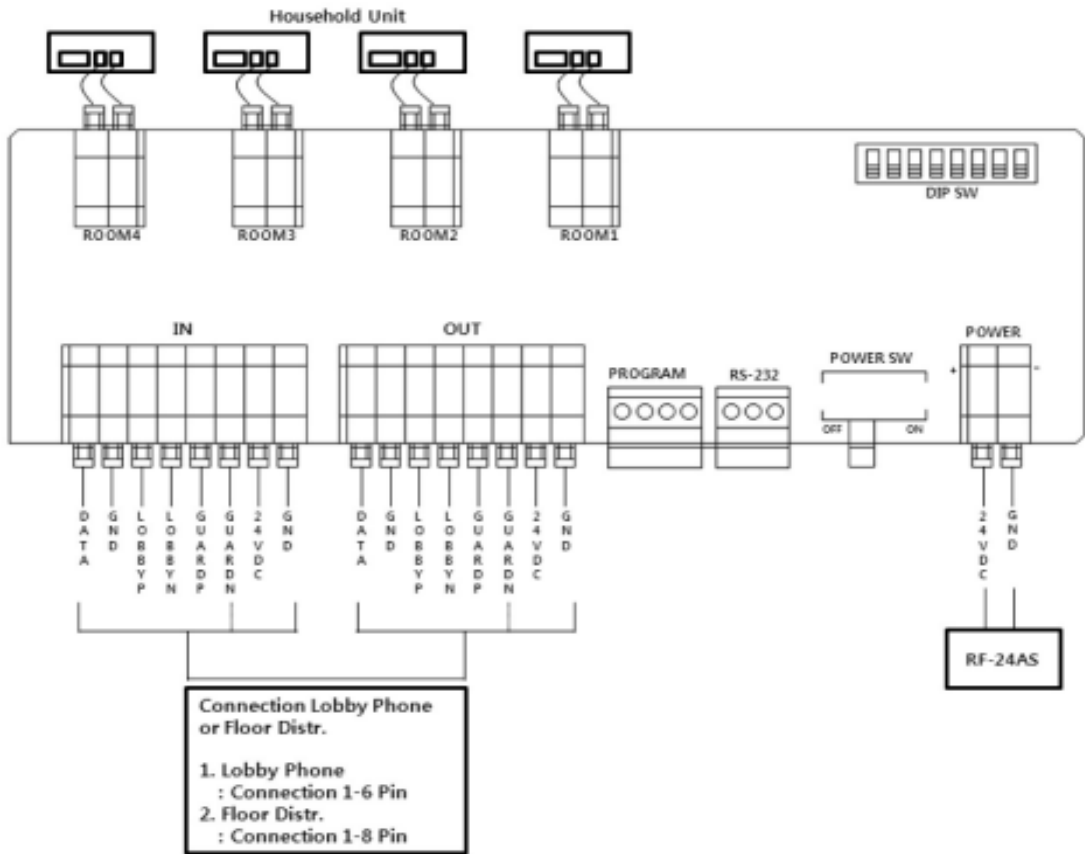 Household Unit
DIP SW
ROOM4
ROOM3
ROOM2
ROOM1
IN
OUT
POWER
PROGRAM
RS-232
POWER SW
+
-
OFF
ON
DATA
GND
LOBBYP
LOBBYN
GUARDP
GUARDN
24VDC
GND
DATA
GND
LOBBYP
LOBBYN
GUARDP
GUARDN
24VDC
GND
24VDC
GND
RF-24AS
Connection Lobby Phone
or Floor Distr.
1. Lobby Phone
: Connection 1-6 Pin
2. Floor Distr.
: Connection 1-8 Pin